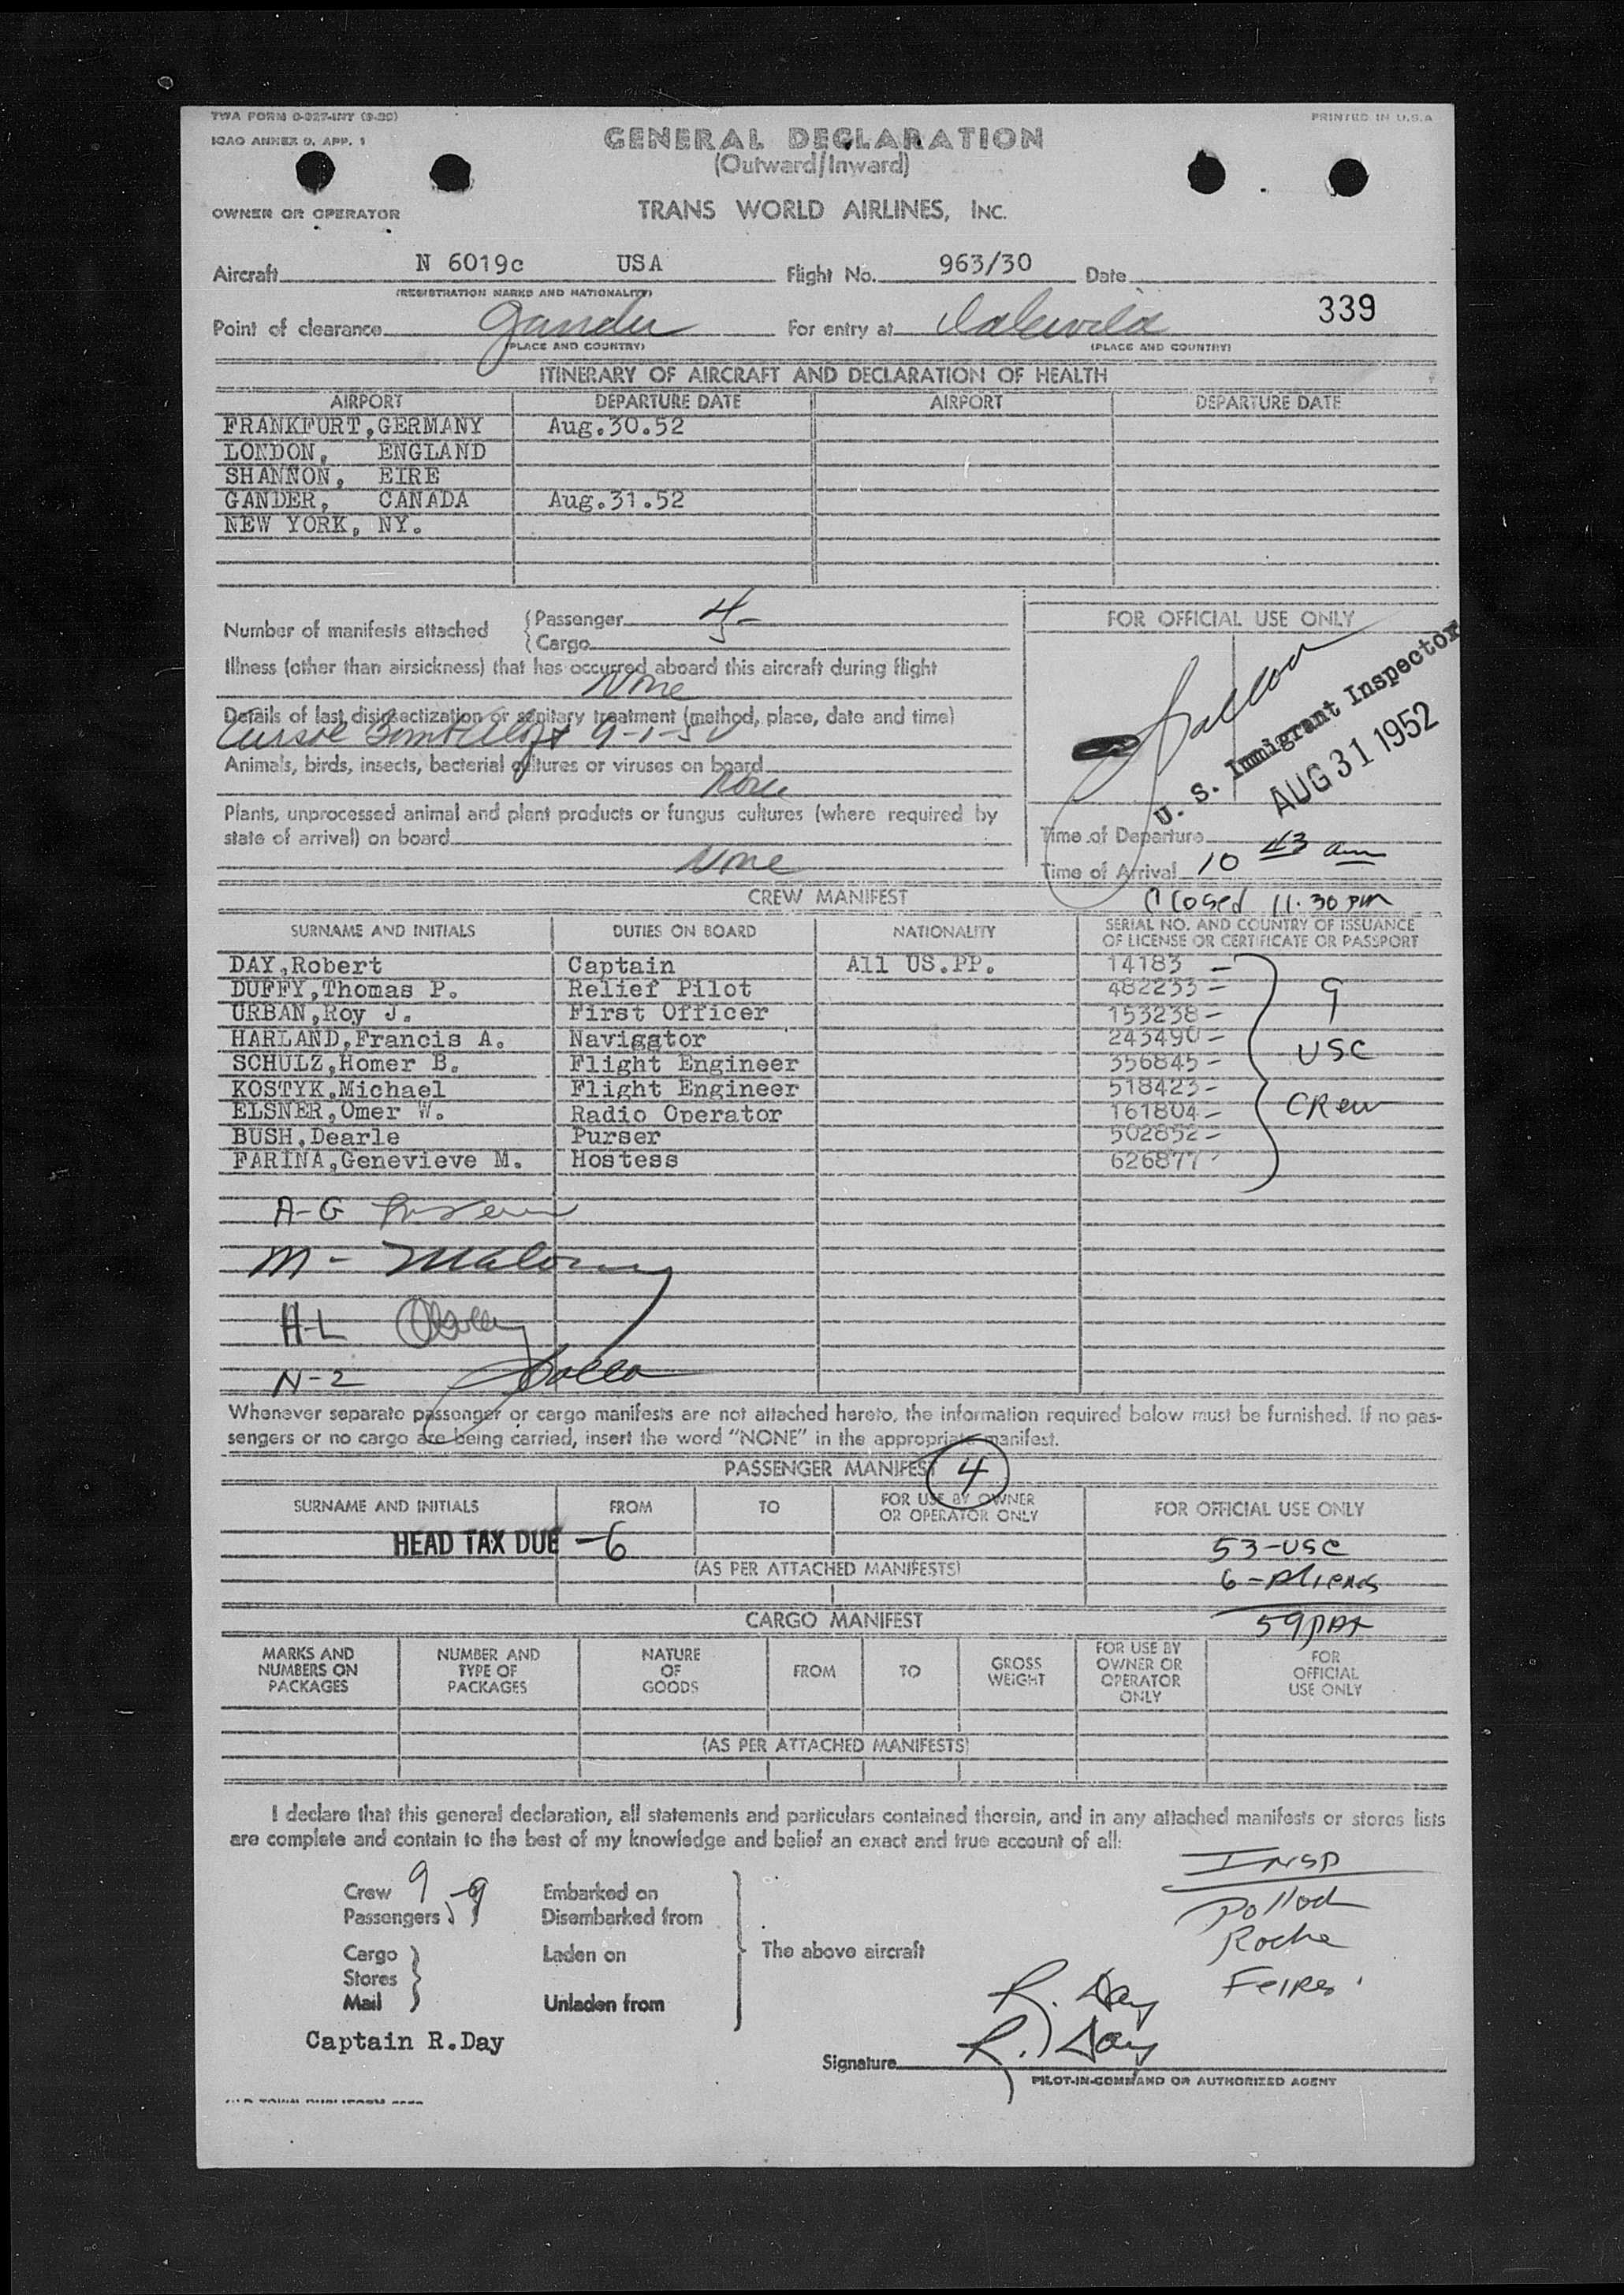 TWA FORM O-827-INT (9-50)
PRINTED IN U.S.A
ICAO ANNEX 9, APP. 1
GENERAL DECLARATION
(Outward/Inward)
OWNER OR OPERATOR
TRANS WORLD AIRLINES, INC.
Aircraft N 6019c USA Flight No. 963/30 Date
(REGISTRATION MARKS AND NATIONALITY)
339
Point of clearance Gander For entry at Idlewild
(PLACE AND COUNTRY) (PLACE AND COUNTRY)
ITINERARY OF AIRCRAFT AND DECLARATION OF HEALTH
AIRPORT DEPARTURE DATE AIRPORT DEPARTURE DATE
FRANKFURT,GERMANY Aug.30.52
LONDON, ENGLAND
SHANNON, EIRE
GANDER, CANADA Aug.31.52
NEW YORK, NY.
Number of manifests attached {Passenger 4
{Cargo
FOR OFFICIAL USE ONLY
Illness (other than airsickness) that has occurred aboard this aircraft during flight
None
Details of last disinsectization or sanitary treatment (method, place, date and time)
9-1-52
Animals, birds, insects, bacterial cultures or viruses on board
None
Plants, unprocessed animal and plant products or fungus cultures (where required by
state of arrival) on board
None
U. S. Immigrant Inspector
AUG 31 1952
Time of Departure
Time of Arrival 10 43 am
Closed 11.30 PM
CREW MANIFEST
SURNAME AND INITIALS DUTIES ON BOARD NATIONALITY SERIAL NO. AND COUNTRY OF ISSUANCE
OF LICENSE OR CERTIFICATE OR PASSPORT
DAY,Robert Captain All US.PP. 14183 –
DUFFY,Thomas P. Relief Pilot 482233 – 9
URBAN,Roy J. First Officer 153238 –
HARLAND,Francis A. Navigator 243490 –
SCHULZ,Homer B. Flight Engineer 356845 – USC
KOSTYK,Michael Flight Engineer 518423 –
ELSNER,Omer W. Radio Operator 161804 – CRew
BUSH,Dearle Purser 502852 –
FARINA,Genevieve M. Hostess 626877
A-G
M - Malony
H-L
N-Z
Whenever separate passenger or cargo manifests are not attached hereto, the information required below must be furnished. If no pas-
sengers or no cargo are being carried, insert the word "NONE" in the appropriate manifest.
PASSENGER MANIFEST 4
SURNAME AND INITIALS FROM TO FOR USE BY OWNER
OR OPERATOR ONLY FOR OFFICIAL USE ONLY
HEAD TAX DUE – 6 53-USC
(AS PER ATTACHED MANIFESTS) 6-Aliens
CARGO MANIFEST 59 PAX
MARKS AND
NUMBERS ON
PACKAGES
NUMBER AND
TYPE OF
PACKAGES
NATURE
OF
GOODS
FROM
TO
GROSS
WEIGHT
FOR USE BY
OWNER OR
OPERATOR
ONLY
FOR
OFFICIAL
USE ONLY
(AS PER ATTACHED MANIFESTS)
I declare that this general declaration, all statements and particulars contained therein, and in any attached manifests or stores lists
are complete and contain to the best of my knowledge and belief an exact and true account of all:
Crew 9 Embarked on
Passengers 59 Disembarked from
Cargo Laden on
Stores
Mail Unladen from
The above aircraft
INSP
Pollock
Roche
Feires
R. Day
Captain R.Day
Signature R. Day
PILOT-IN-COMMAND OR AUTHORIZED AGENT